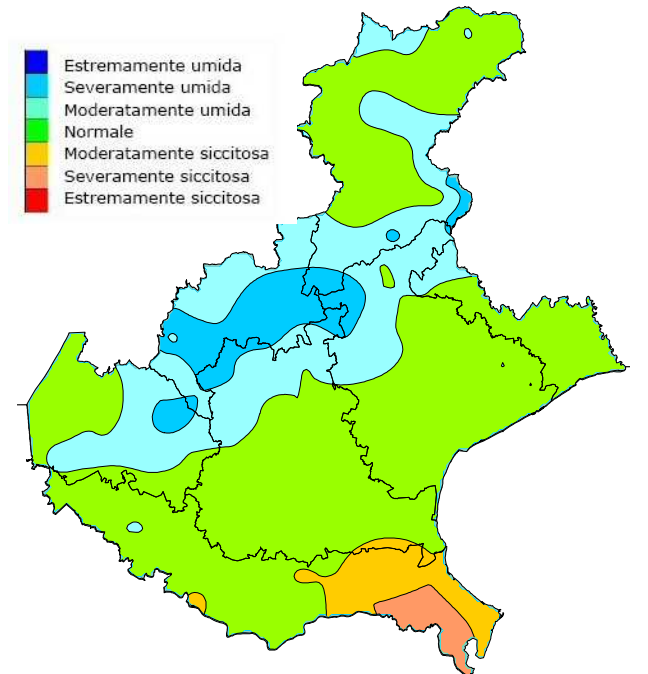 Estremamente umida
Severamente umida
Moderatamente umida
Normale
Moderatamente siccitosa
Severamente siccitosa
Estremamente siccitosa